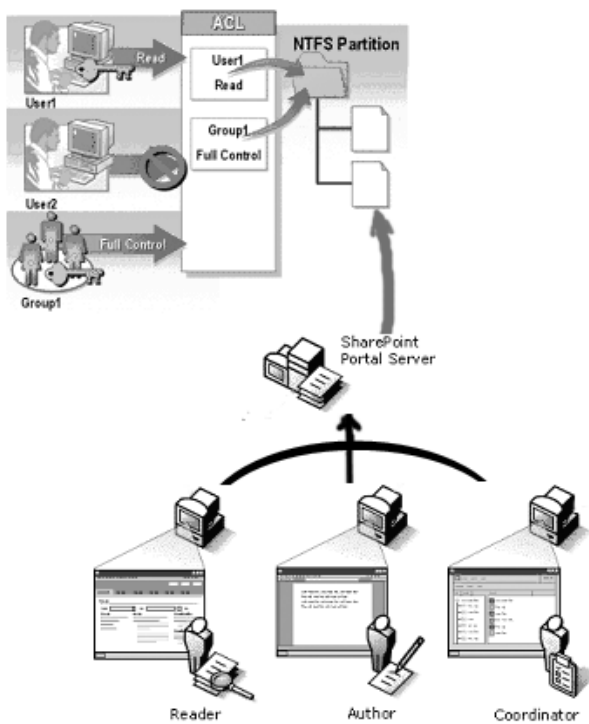 ACL
NTFS Partition
User1
Read
Read
User1
Group1
Full Control
User2
Full Control
Group1
SharePoint
Portal Server
Reader
Author
Coordinator